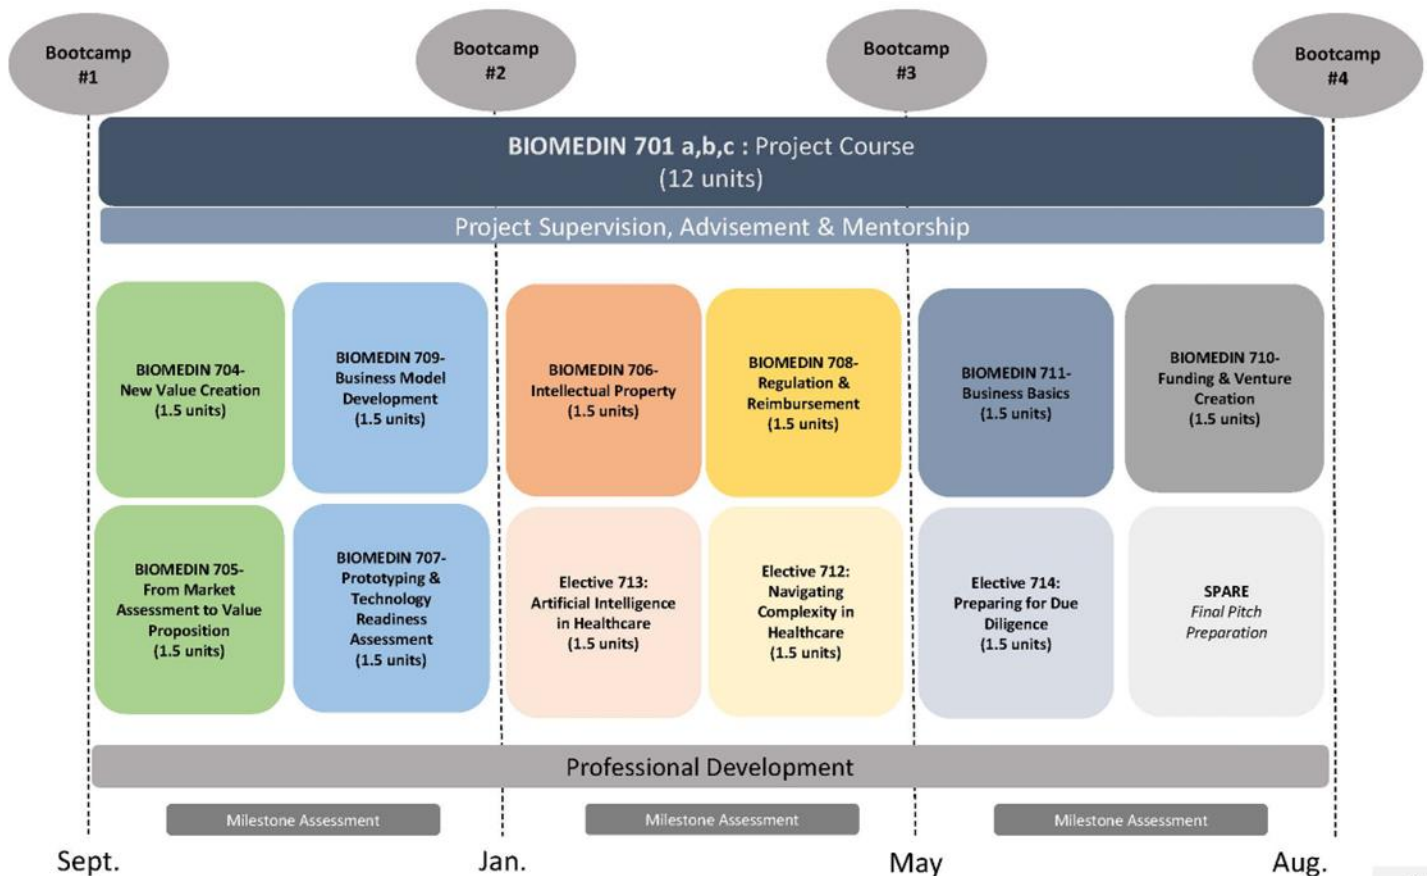 Bootcamp
#1
Bootcamp
#2
Bootcamp
#3
Bootcamp
#4
BIOMEDIN 701 a,b,c : Project Course
(12 units)
Project Supervision, Advisement & Mentorship
BIOMEDIN 704-
New Value Creation
(1.5 units)
BIOMEDIN 709-
Business Model
Development
(1.5 units)
BIOMEDIN 706-
Intellectual Property
(1.5 units)
BIOMEDIN 708-
Regulation &
Reimbursement
(1.5 units)
BIOMEDIN 711-
Business Basics
(1.5 units)
BIOMEDIN 710-
Funding & Venture
Creation
(1.5 units)
BIOMEDIN 705-
From Market
Assessment to Value
Proposition
(1.5 units)
BIOMEDIN 707-
Prototyping &
Technology
Readiness
Assessment
(1.5 units)
Elective 713:
Artificial Intelligence
in Healthcare
(1.5 units)
Elective 712:
Navigating
Complexity in
Healthcare
(1.5 units)
Elective 714:
Preparing for Due
Diligence
(1.5 units)
SPARE
Final Pitch
Preparation
Professional Development
Milestone Assessment
Milestone Assessment
Milestone Assessment
Sept.
Jan.
May
Aug.